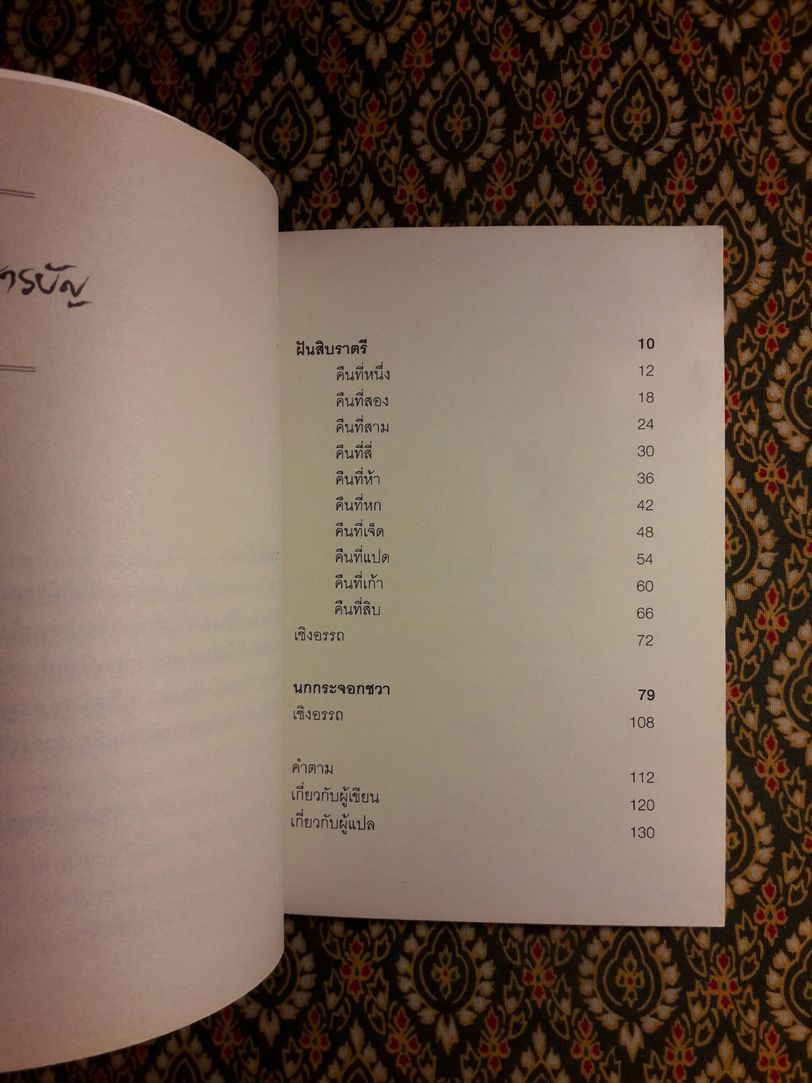 สารบัญ
ฝันสิบราตรี 10
คืนที่หนึ่ง 12
คืนที่สอง 18
คืนที่สาม 24
คืนที่สี่ 30
คืนที่ห้า 36
คืนที่หก 42
คืนที่เจ็ด 48
คืนที่แปด 54
คืนที่เก้า 60
คืนที่สิบ 66
เชิงอรรถ 72
นกกระจอกชวา 79
เชิงอรรถ 108
คำตาม 112
เกี่ยวกับผู้เขียน 120
เกี่ยวกับผู้แปล 130